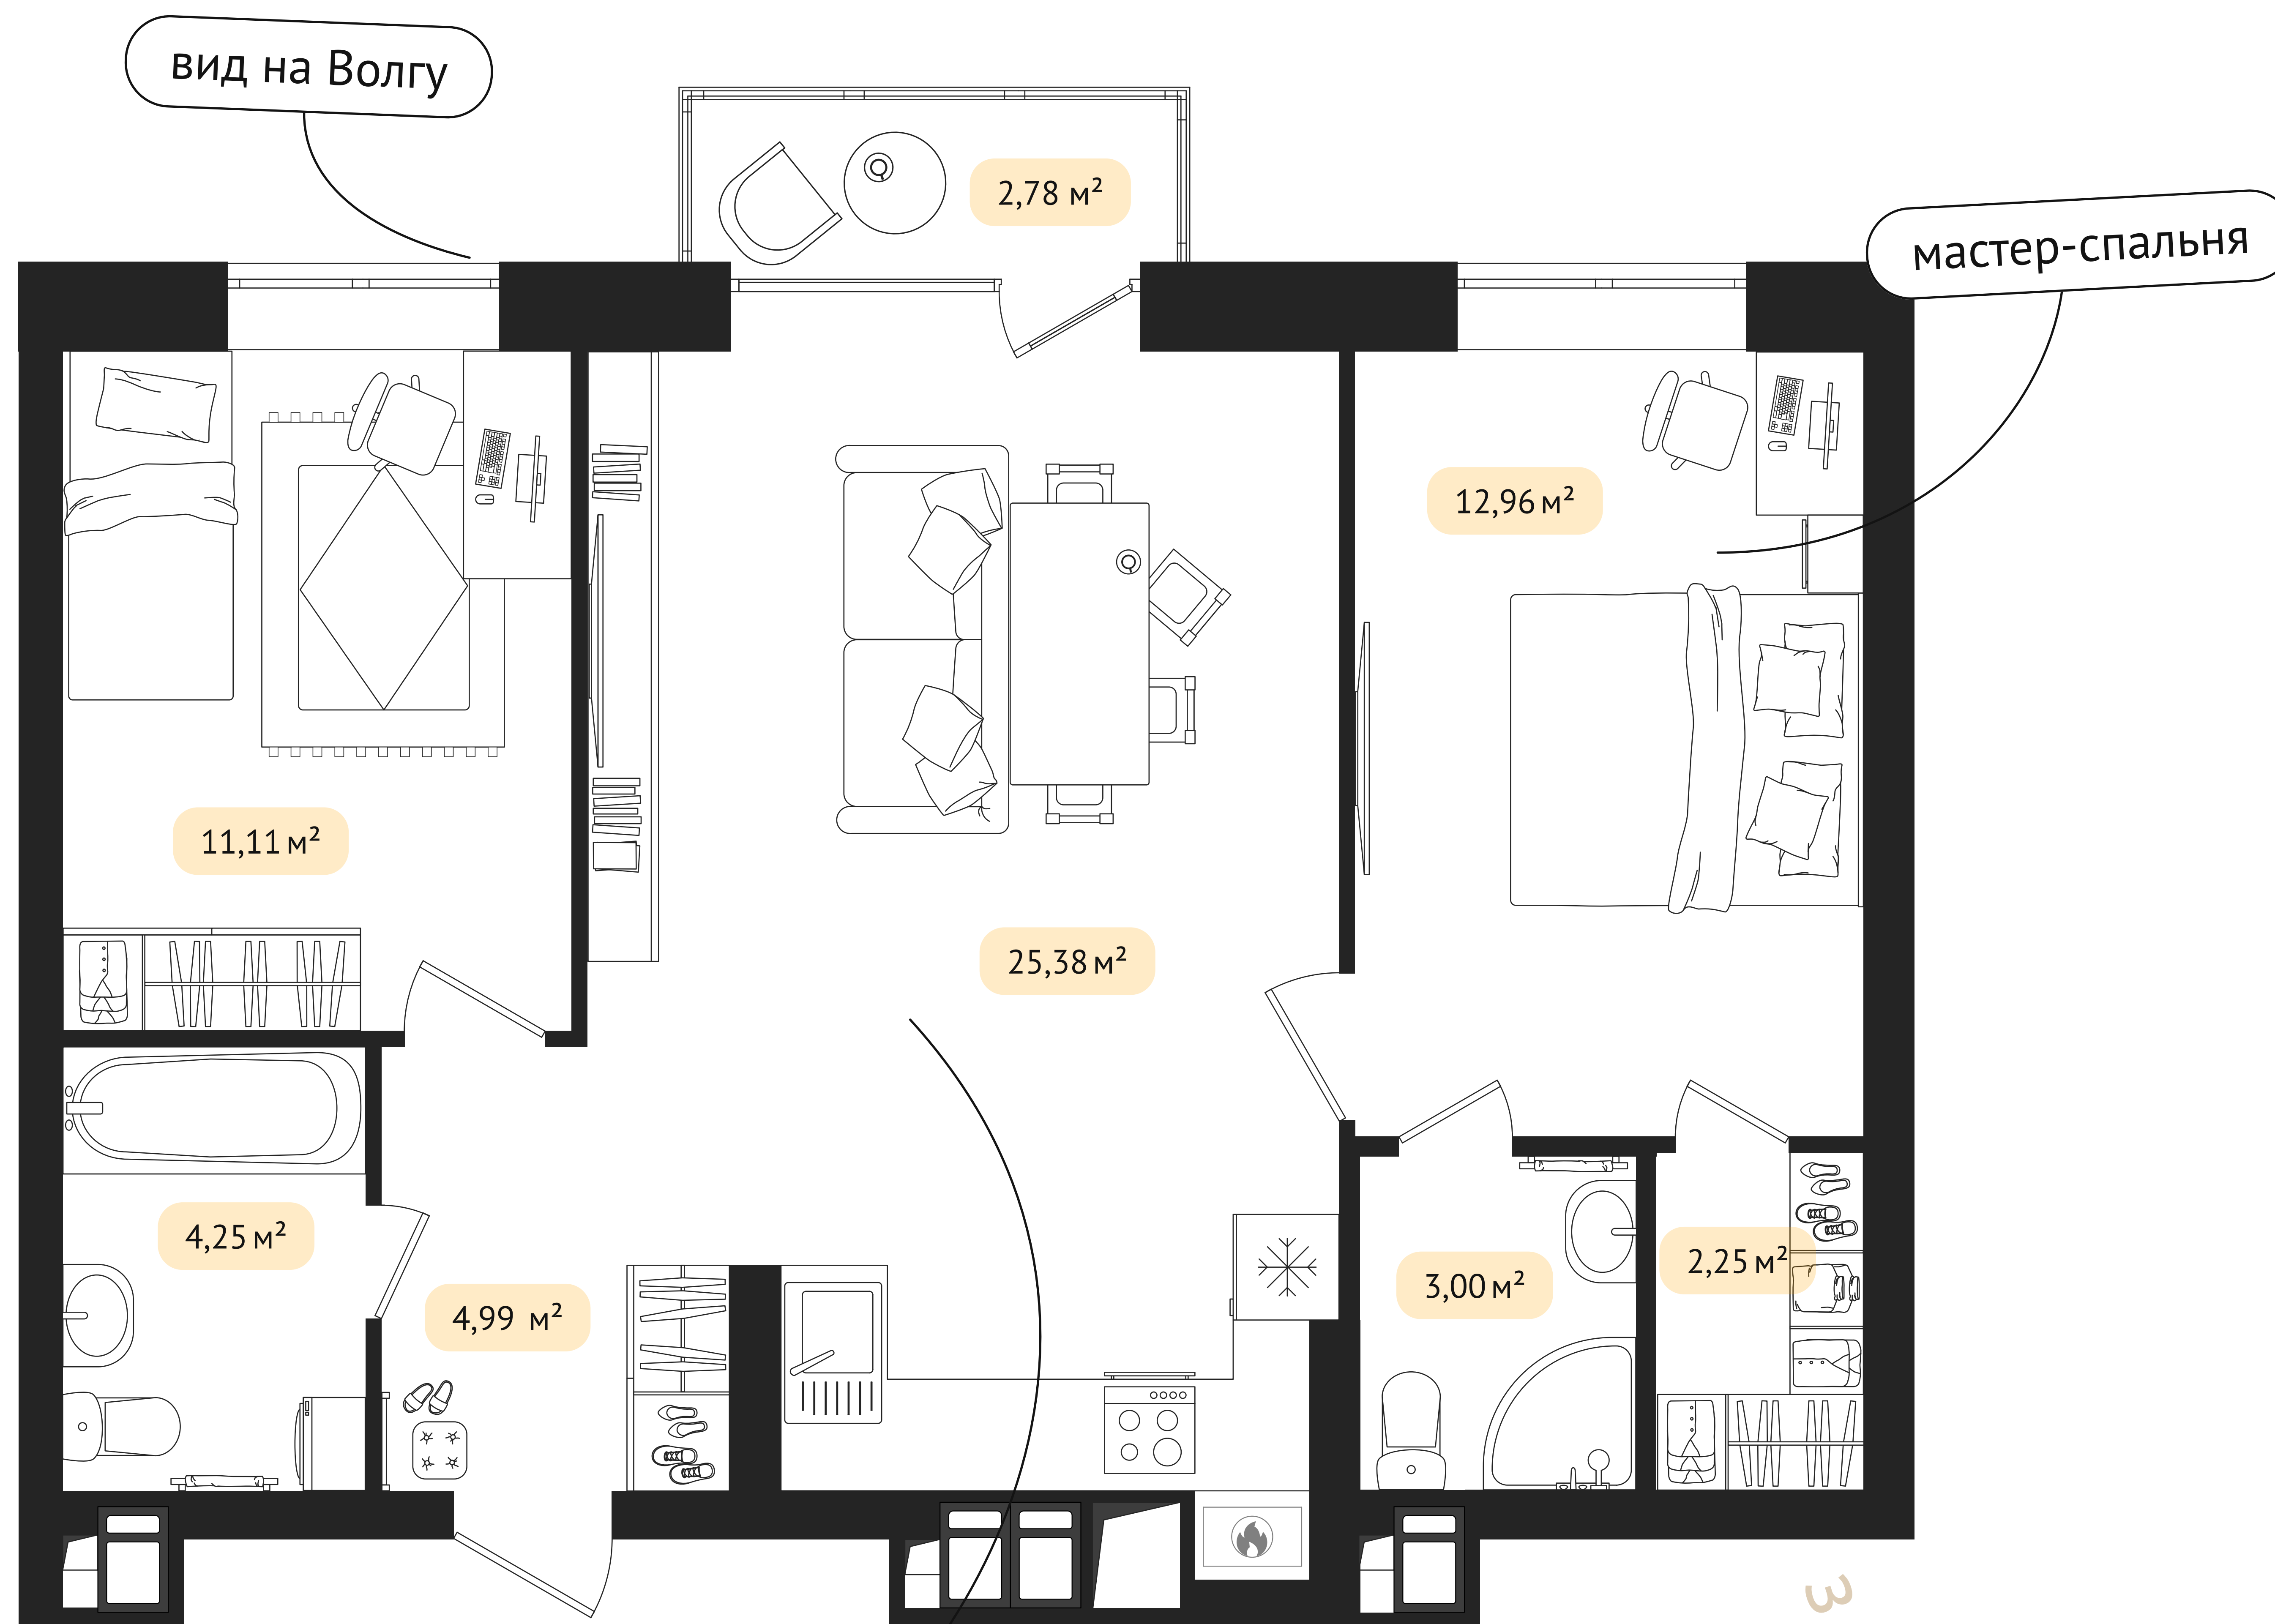 вид на Волгу
2,78 м²
мастер-спальня
12,96 м²
11,11 м²
25,38 м²
4,25 м²
4,99 м²
3,00 м²
2,25 м²
3